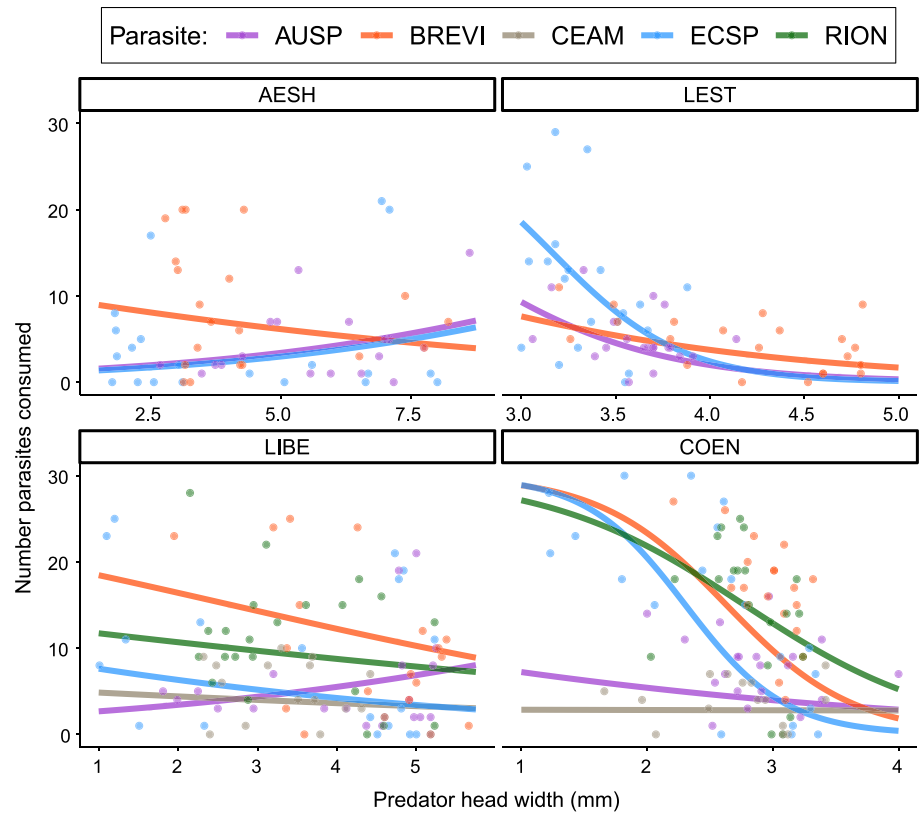 Parasite: AUSP BREVI CEAM ECSP RION
AESH LEST
30
20
10
0
2.5 5.0 7.5 3.0 3.5 4.0 4.5 5.0
LIBE COEN
30
20
10
0
1 2 3 4 5 1 2 3 4
Number parasites consumed
Predator head width (mm)